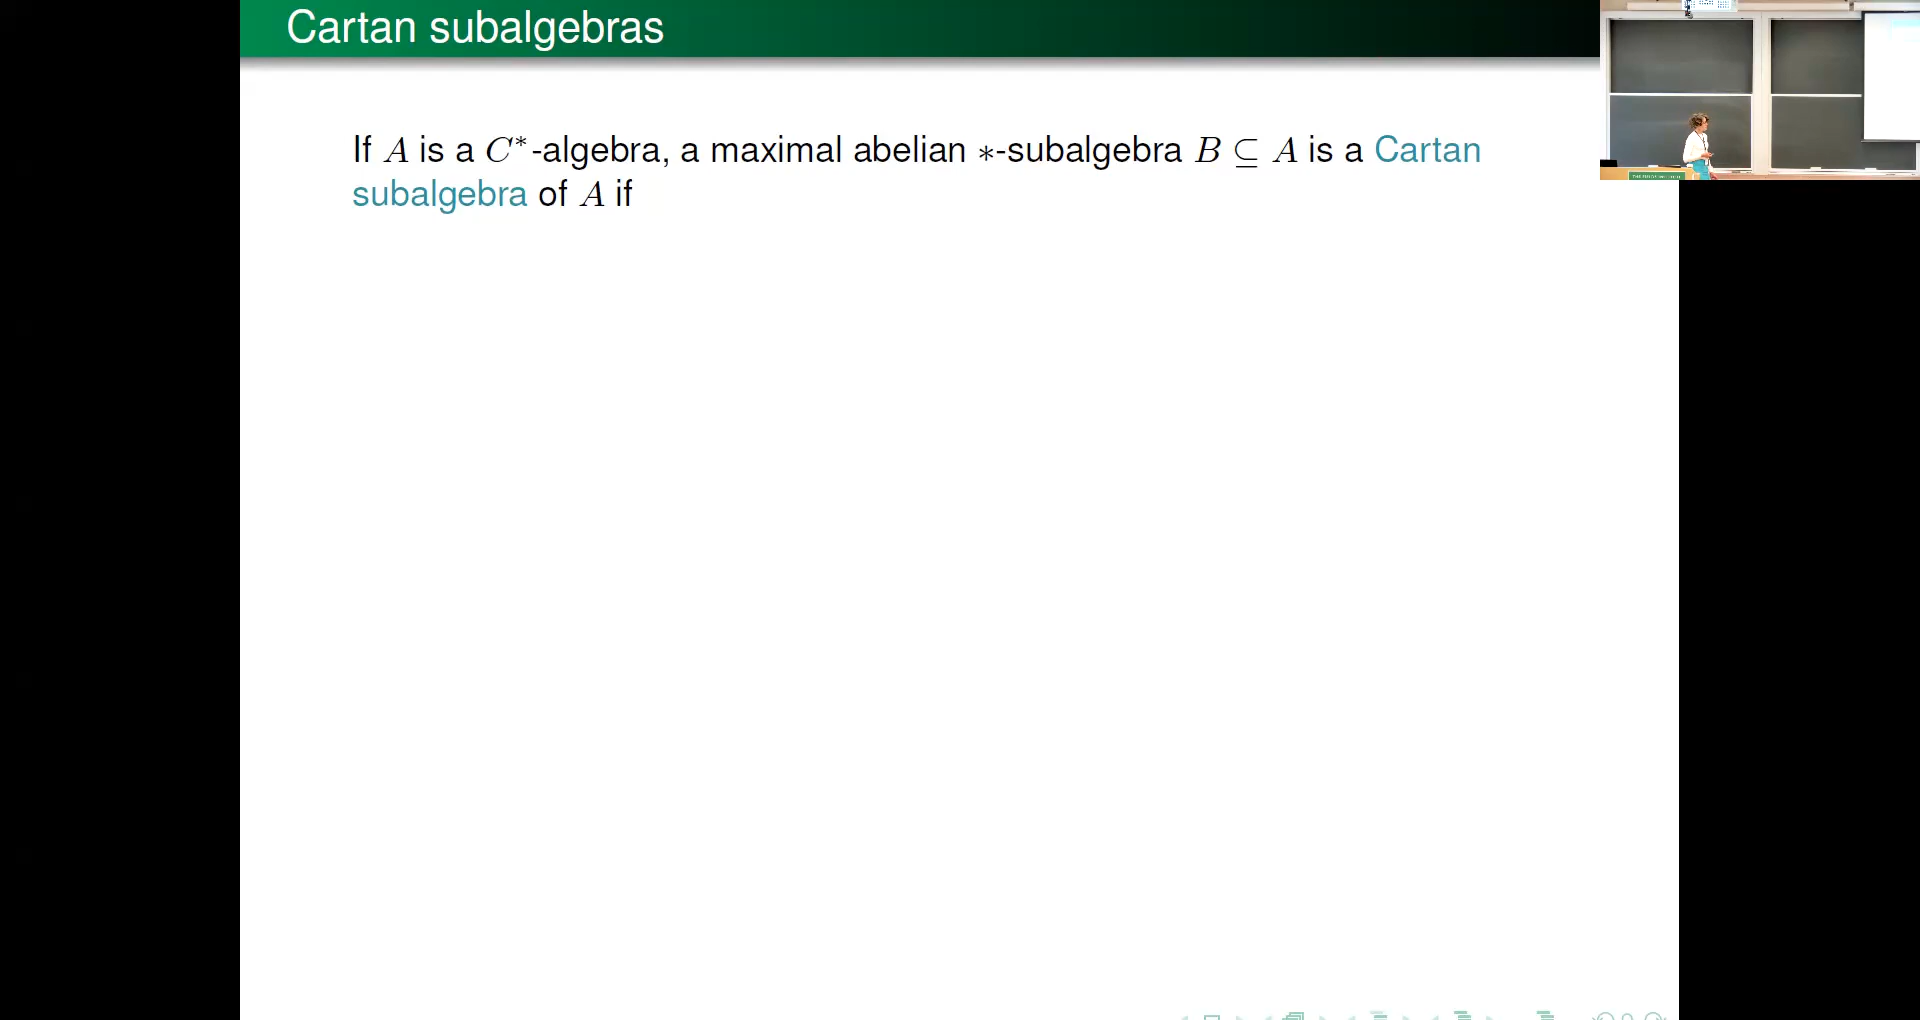 Cartan subalgebras
If A is a C*-algebra, a maximal abelian ∗-subalgebra B ⊆ A is a Cartan
subalgebra of A if